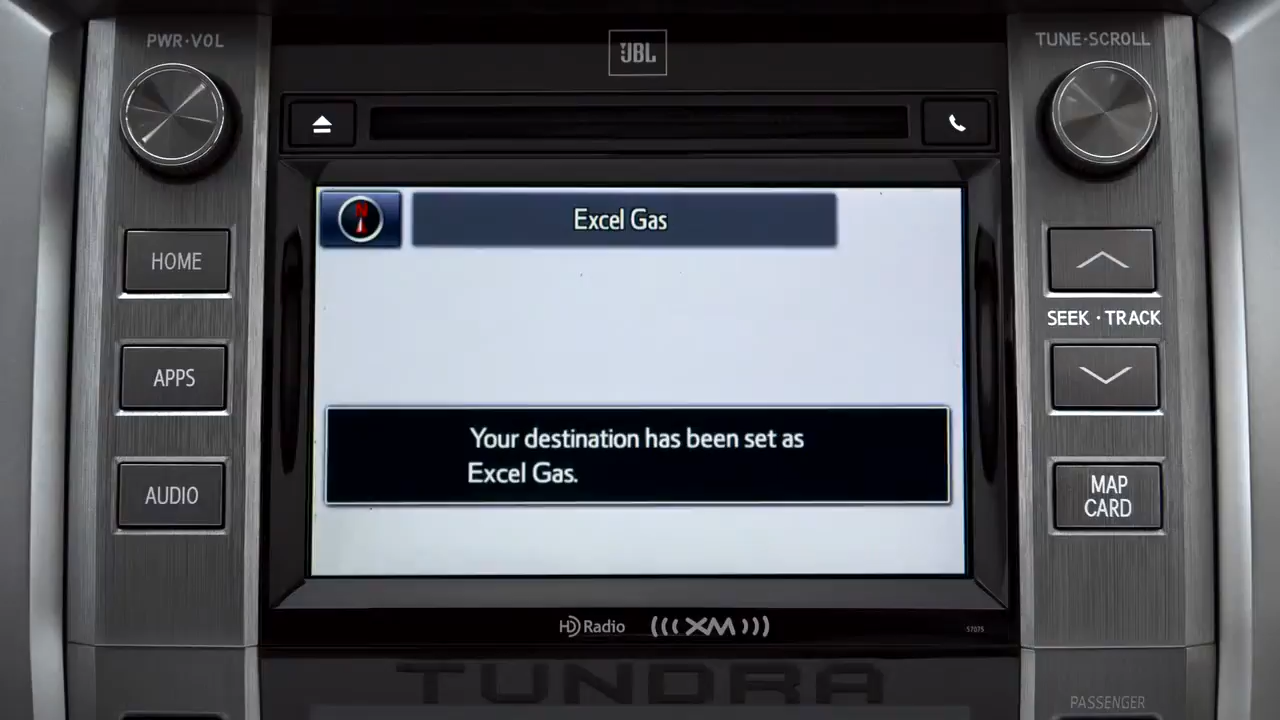 PWR·VOL
JBL
TUNE·SCROLL
N
Excel Gas
HOME
APPS
AUDIO
SEEK · TRACK
MAP
CARD
Your destination has been set as
Excel Gas.
HD Radio
XM
57075
TUNDRA
PASSENGER